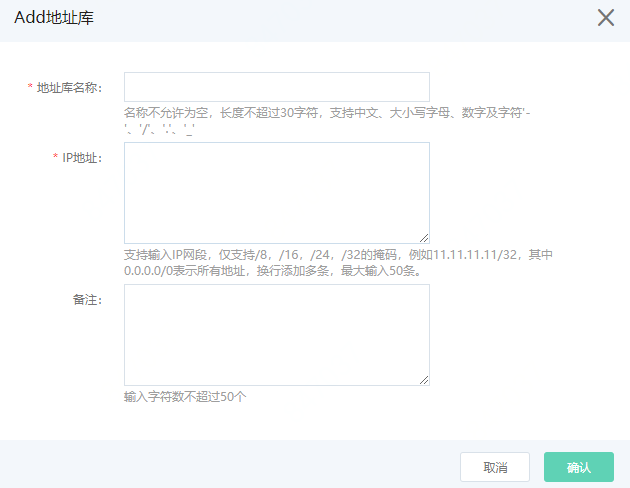 Add地址库
* 地址库名称:
名称不允许为空，长度不超过30字符，支持中文、大小写字母、数字及字符'-
'、'/'、'.'、'_'
* IP地址:
支持输入IP网段，仅支持/8，/16，/24，/32的掩码，例如11.11.11.11/32，其中
0.0.0.0/0表示所有地址，换行添加多条，最大输入50条。
备注:
输入字符数不超过50个
取消 确认